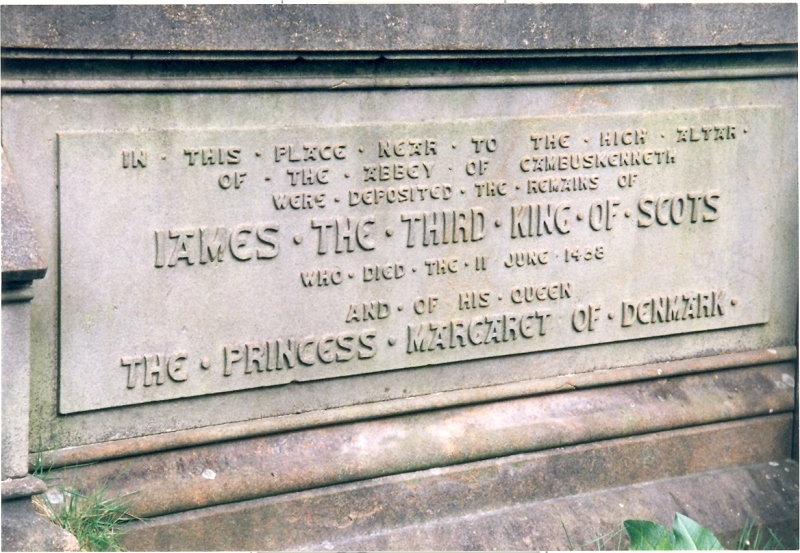 IN · THIS · PLACE · NEAR · TO · THE · HIGH · ALTAR ·
OF · THE · ABBEY · OF CAMBUSKENNETH
WERE · DEPOSITED · THE · REMAINS OF
IAMES · THE · THIRD · KING · OF · SCOTS
WHO · DIED · THE · 11 JUNE · 1488
AND · OF HIS · QUEEN
THE · PRINCESS · MARGARET OF · DENMARK ·